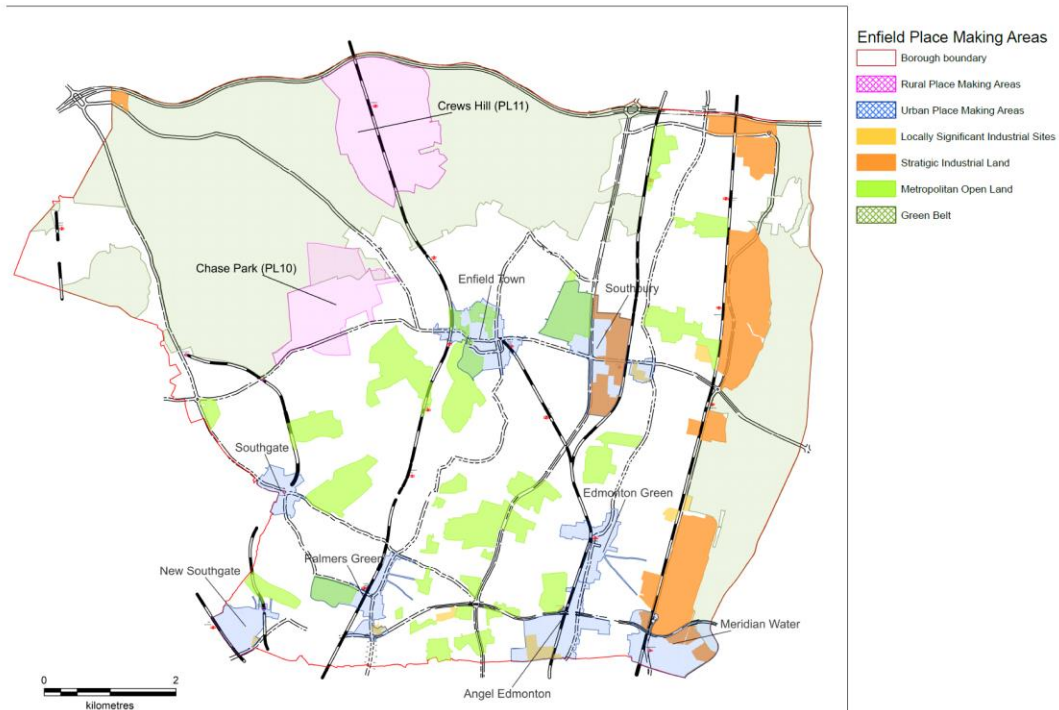 Enfield Place Making Areas
Borough boundary
Rural Place Making Areas
Urban Place Making Areas
Locally Significant Industrial Sites
Stratigic Industrial Land
Metropolitan Open Land
Green Belt
Crews Hill (PL11)
Chase Park (PL10)
Enfield Town
Southbury
Southgate
Edmonton Green
Palmers Green
New Southgate
Meridian Water
Angel Edmonton
0 2
kilometres